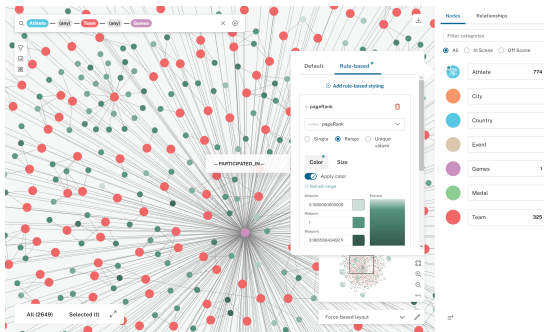 Athlete — (any) — Team — (any) — Games
Nodes Relationships
Filter categories
All In Scene Off Scene
Athlete 774
City
Country
Event
Games 1
Medal
Team 325
Default Rule-based
Add rule-based styling
pageRank
pageRank
Single Range Unique values
Color Size
Apply color
Refresh range
Minpoint Preview
Midpoint
1
Maxpoint
— PARTICIPATED_IN —
All (2649) Selected (1)
Force-based layout